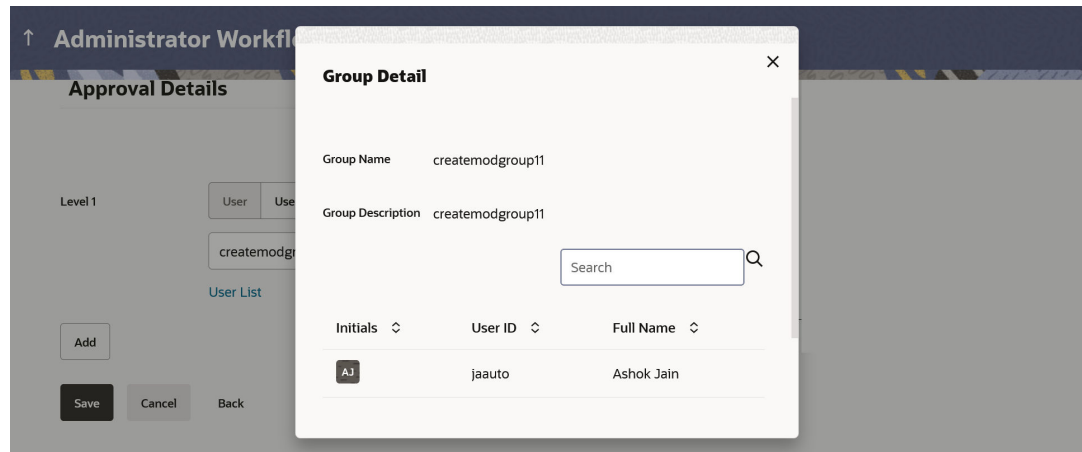 ↑ Administrator Workfl
Approval Details
Level 1
User
Use
createmodgr
User List
Add
Save
Cancel
Back
Group Detail
×
Group Name createmodgroup11
Group Description createmodgroup11
Search
Initials User ID Full Name
AJ jaauto Ashok Jain